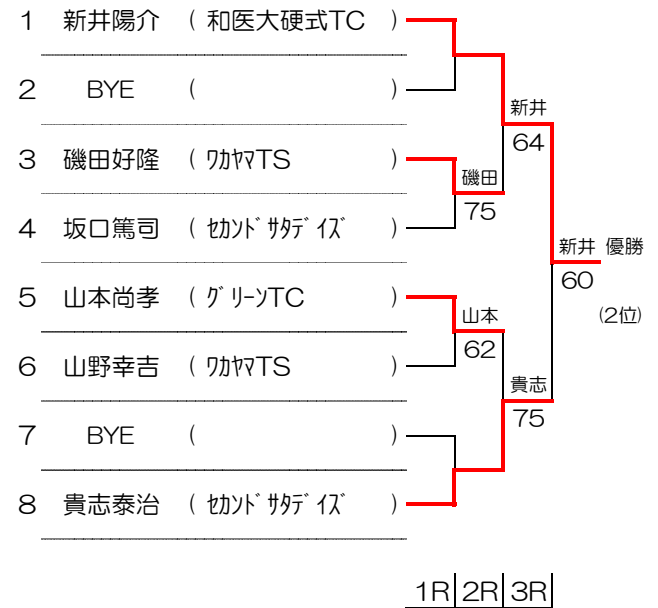 1 新井陽介 ( 和医大硬式TC )
2 BYE ( )
新井
64
3 磯田好隆 ( ﾜｶﾔﾏTS )
磯田
75
4 坂口篤司 ( ｾｶﾝﾄﾞｻﾀﾃﾞｲｽﾞ )
新井 優勝
60
(2位)
5 山本尚孝 ( ｸﾞﾘｰﾝTC )
山本
62
6 山野幸吉 ( ﾜｶﾔﾏTS )
貴志
75
7 BYE ( )
8 貴志泰治 ( ｾｶﾝﾄﾞｻﾀﾃﾞｲｽﾞ )
1R 2R 3R